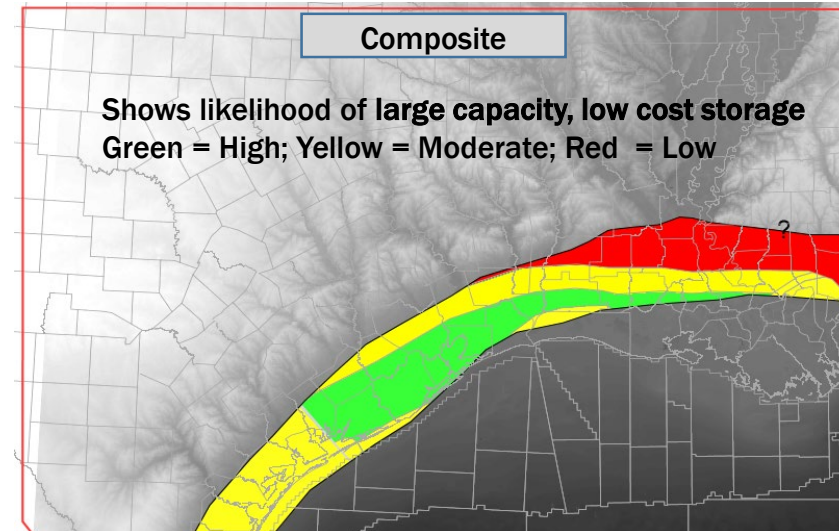 Composite
Shows likelihood of large capacity, low cost storage
Green = High; Yellow = Moderate; Red = Low
?